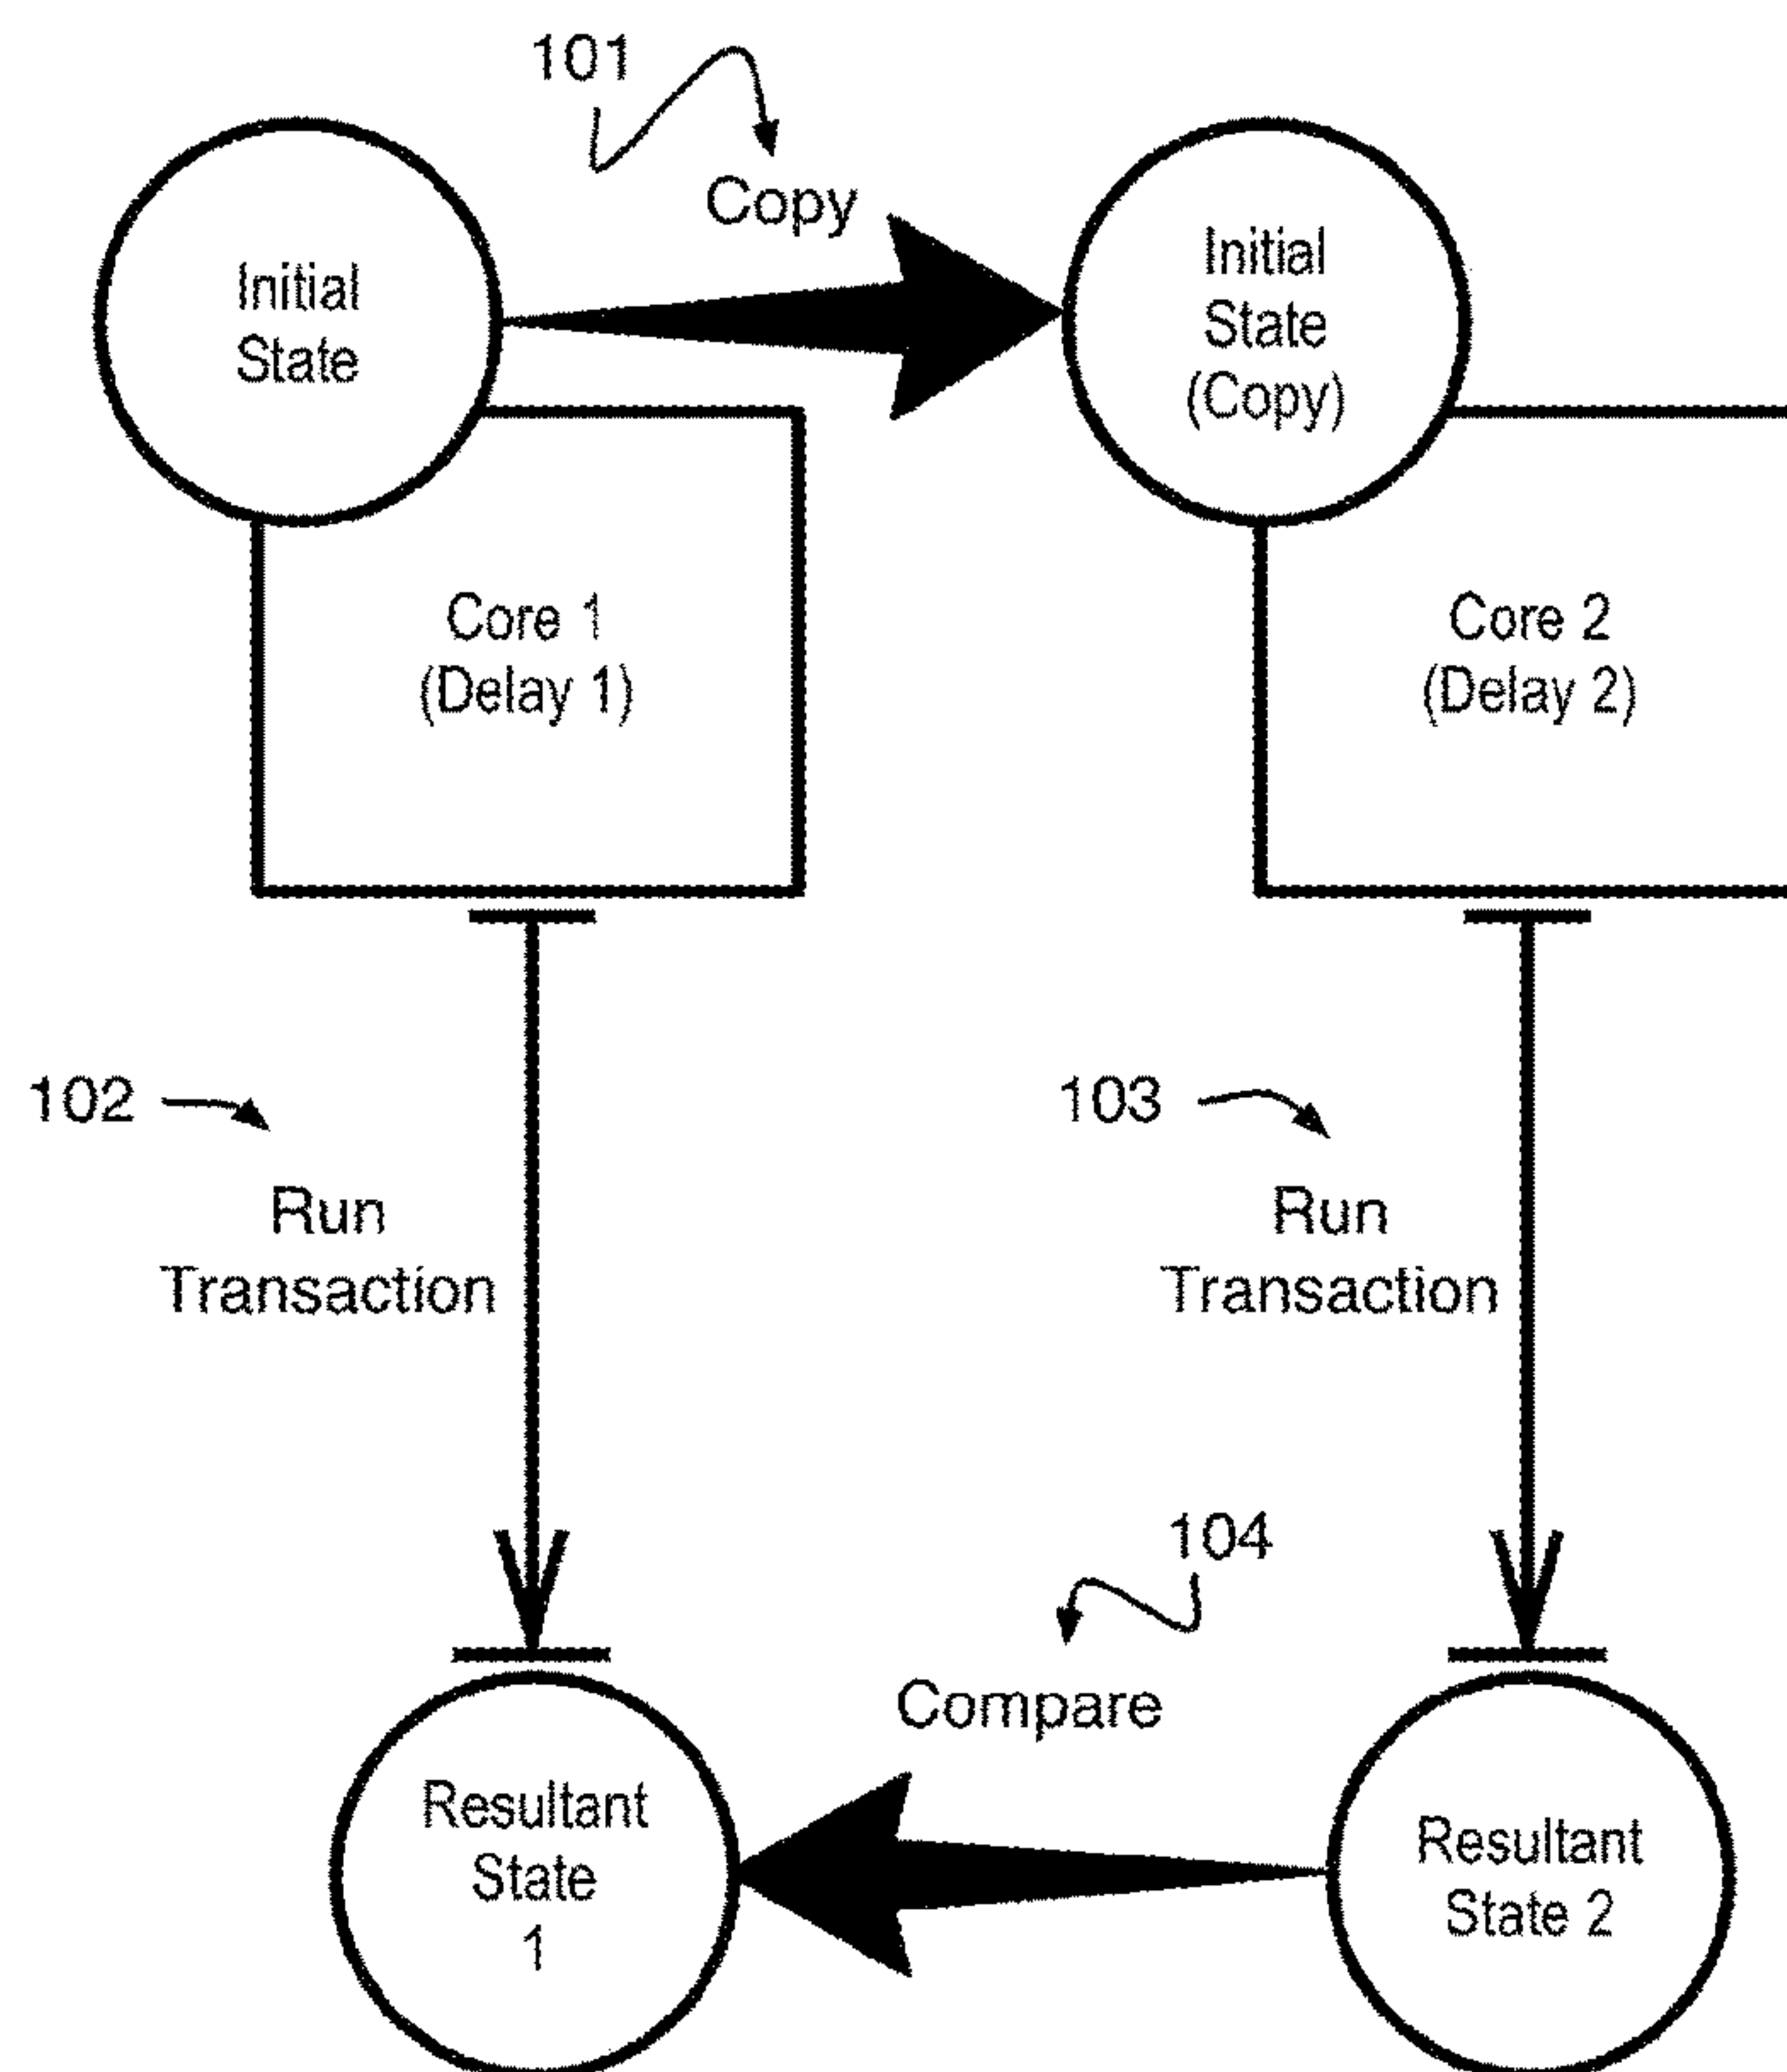 101
Copy
Initial
State
Initial
State
(Copy)
Core 1
(Delay 1)
Core 2
(Delay 2)
102
Run
Transaction
103
Run
Transaction
104
Compare
Resultant
State
1
Resultant
State 2